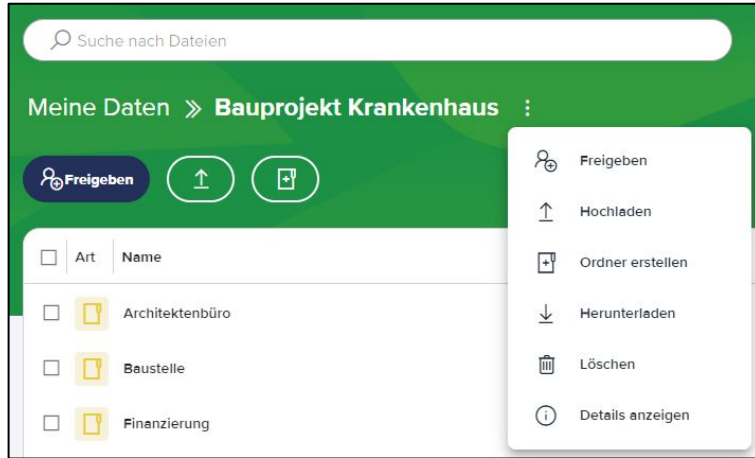 Suche nach Dateien
Meine Daten » Bauprojekt Krankenhaus ⋮
Freigeben
Art Name
Architektenbüro
Baustelle
Finanzierung
Freigeben
Hochladen
Ordner erstellen
Herunterladen
Löschen
Details anzeigen